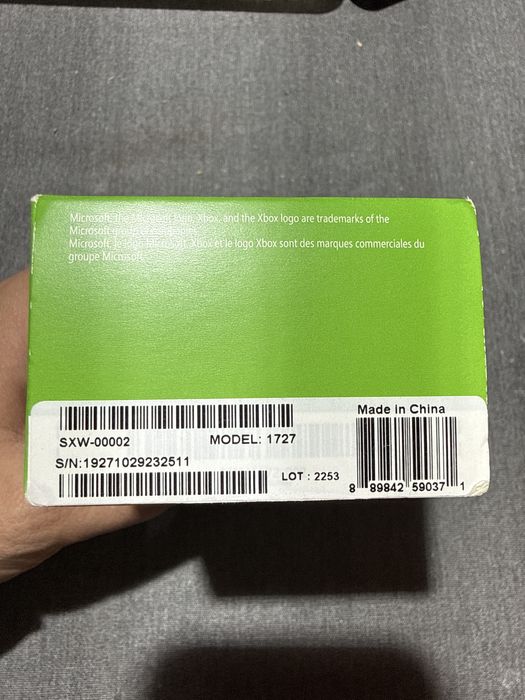 Microsoft, the Microsoft logo, Xbox, and the Xbox logo are trademarks of the
Microsoft group of companies.
Microsoft, le logo Microsoft, Xbox et le logo Xbox sont des marques commerciales du
groupe Microsoft.
Made in China
SXW-00002 MODEL: 1727
S/N:19271029232511
LOT : 2253
8 89842 59037 1